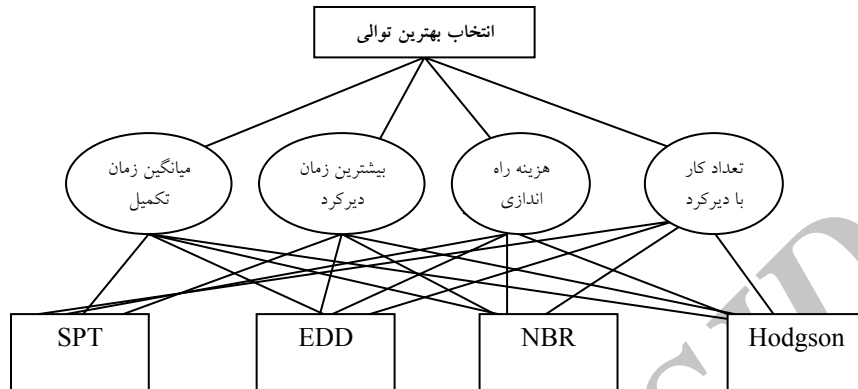 انتخاب بهترین توالی
میانگین زمان
تکمیل
بیشترین زمان
دیرکرد
هزینه راه
اندازی
تعداد کار
با دیرکرد
SPT
EDD
NBR
Hodgson